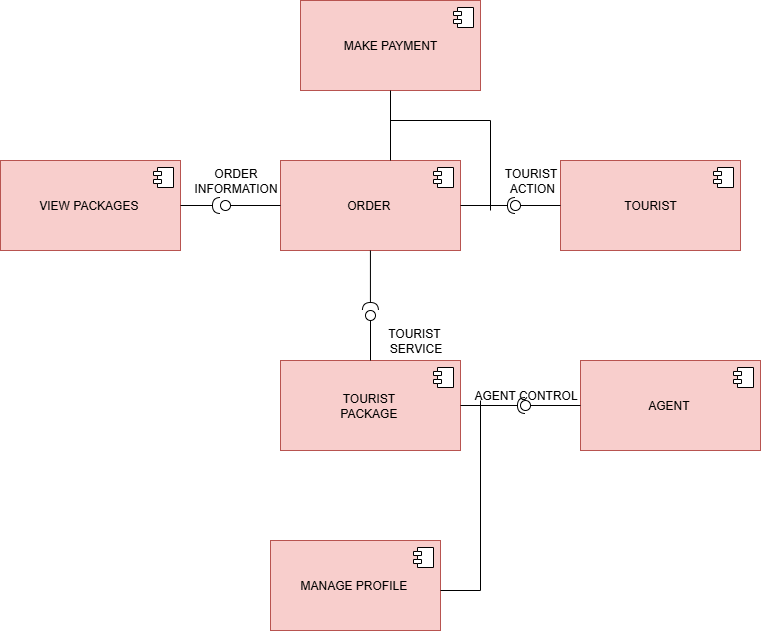 MAKE PAYMENT
ORDER
INFORMATION
TOURIST
ACTION
VIEW PACKAGES
ORDER
TOURIST
TOURIST
SERVICE
TOURIST
PACKAGE
AGENT CONTROL
AGENT
MANAGE PROFILE